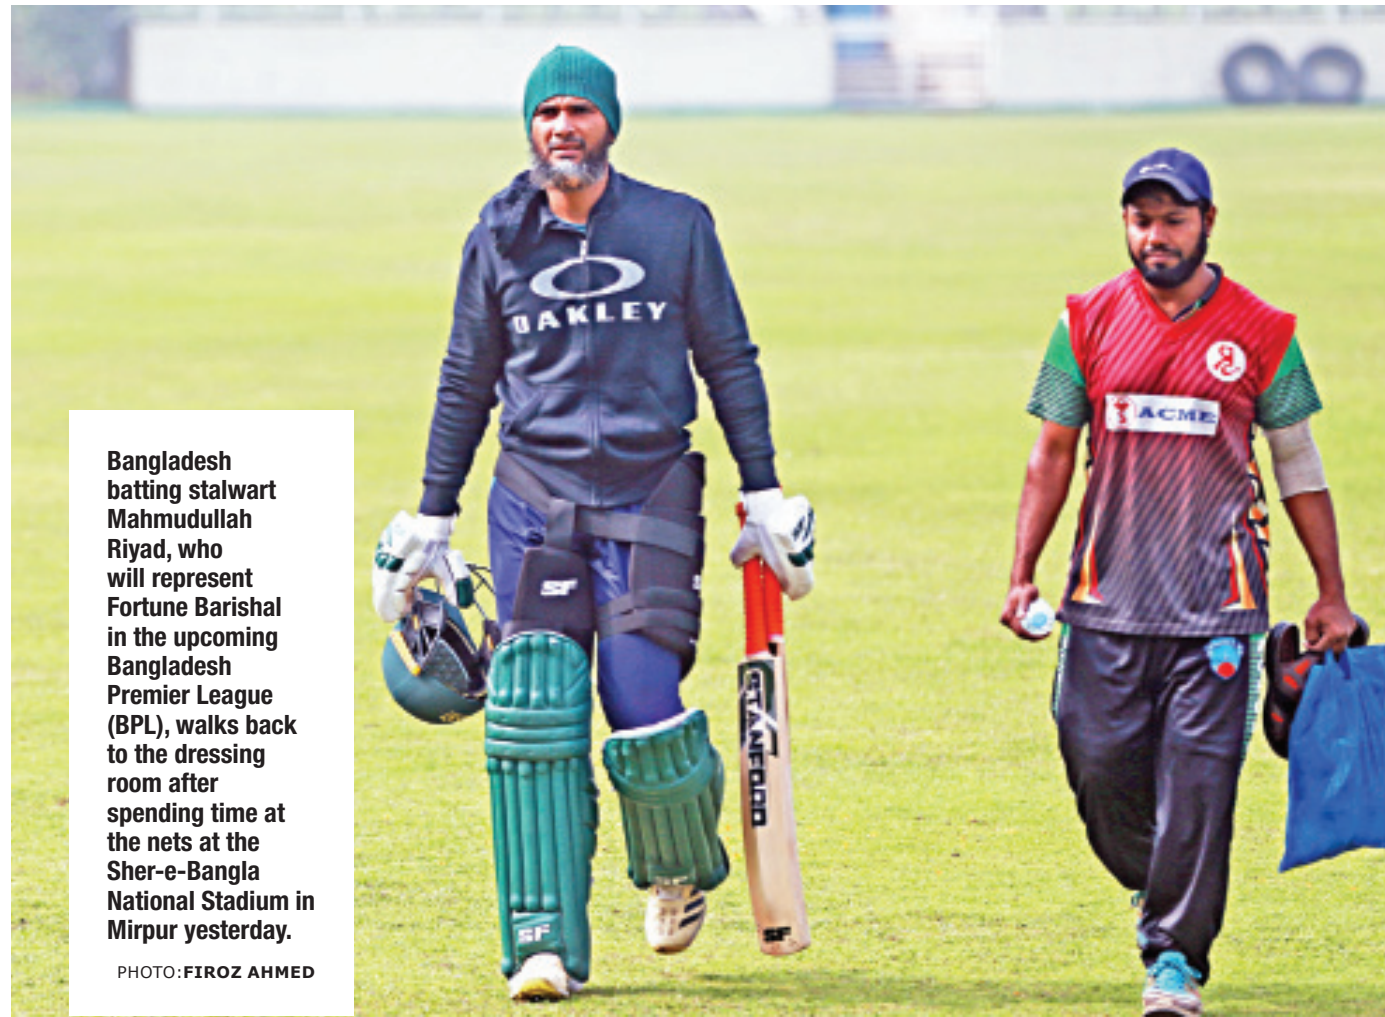 Bangladesh
batting stalwart
Mahmudullah
Riyad, who
will represent
Fortune Barishal
in the upcoming
Bangladesh
Premier League
(BPL), walks back
to the dressing
room after
spending time at
the nets at the
Sher-e-Bangla
National Stadium in
Mirpur yesterday.
PHOTO:FIROZ AHMED
OAKLEY
ACME
SF
STANFORD
SF
SF